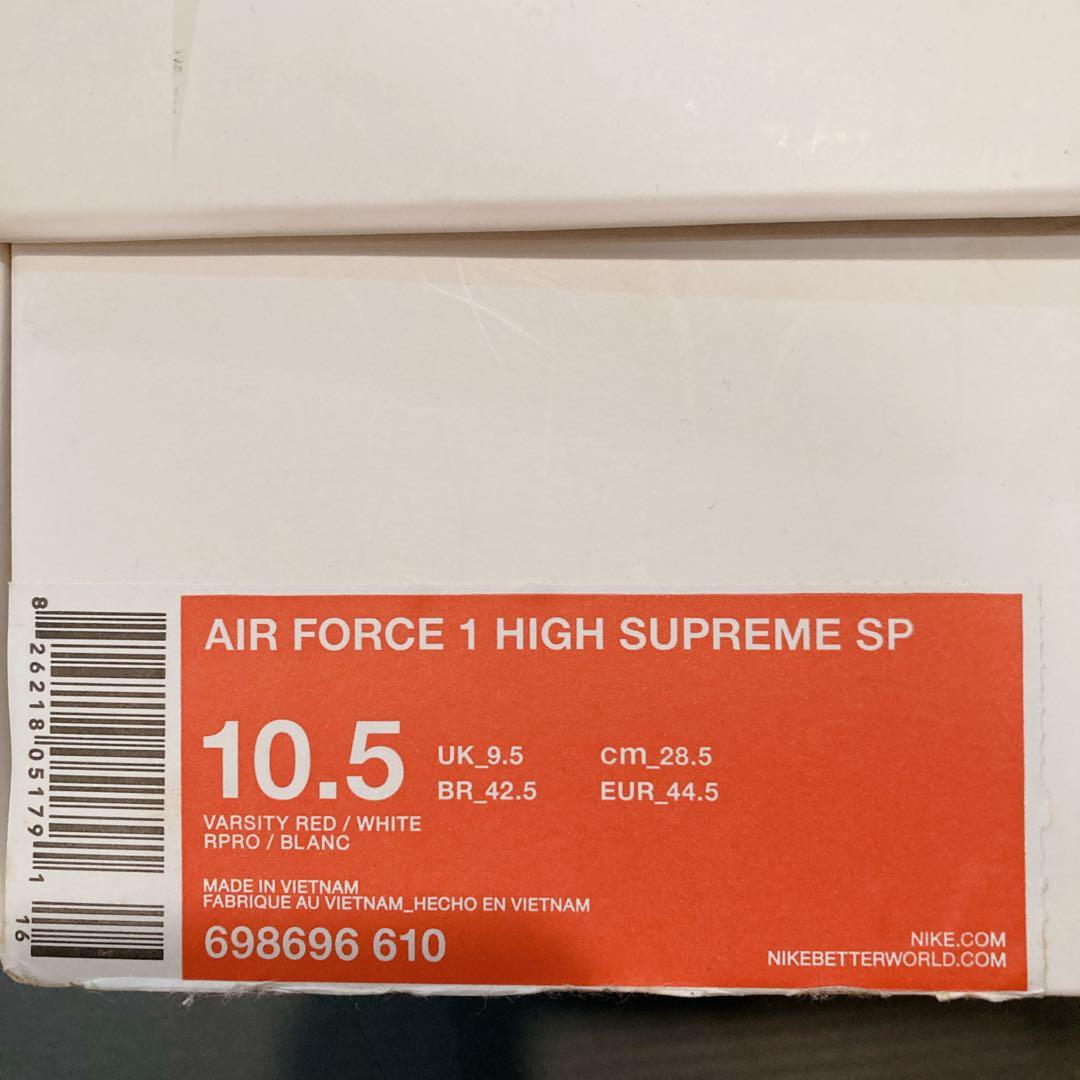 AIR FORCE 1 HIGH SUPREME SP
10.5
UK_9.5 cm_28.5
BR_42.5 EUR_44.5
VARSITY RED / WHITE
RPRO / BLANC
MADE IN VIETNAM
FABRIQUE AU VIETNAM_HECHO EN VIETNAM
698696 610
NIKE.COM
NIKEBETTERWORLD.COM
8 26218 05179 1
16